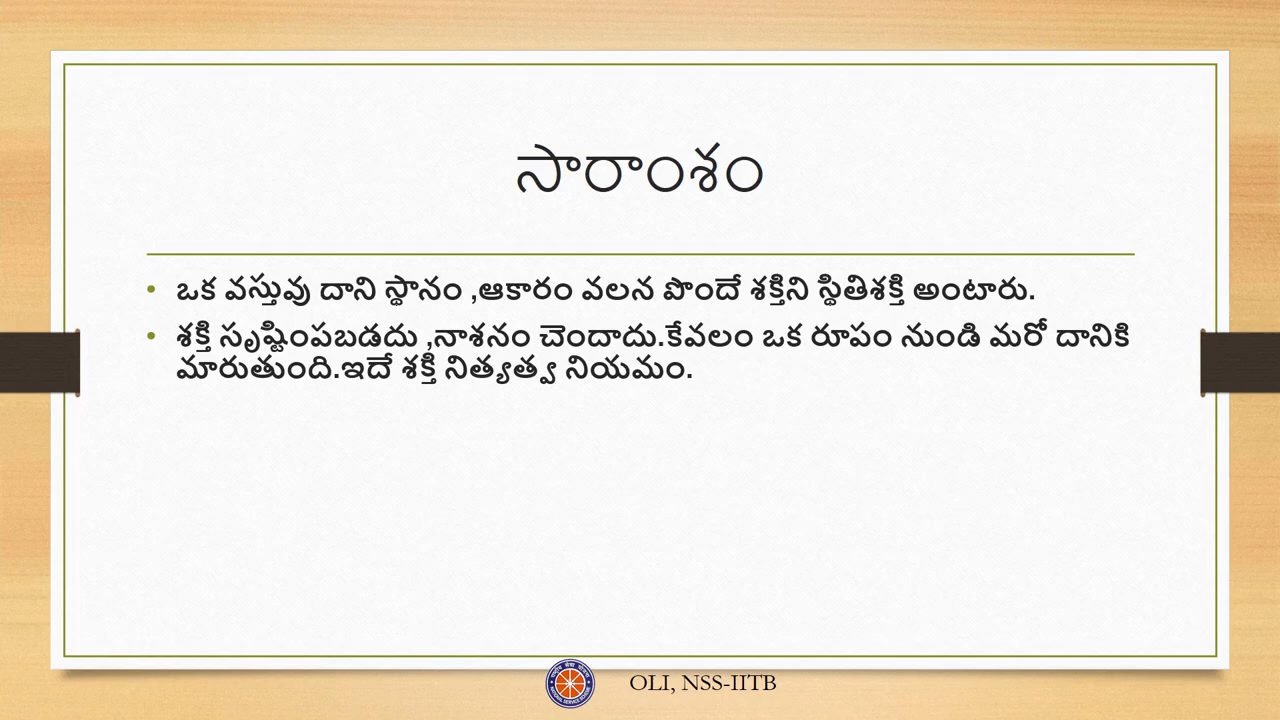 సారాంశం
• ఒక వస్తువు దాని స్థానం ,ఆకారం వలన పొందే శక్తిని స్థితిశక్తి అంటారు.
• శక్తి సృష్టింపబడదు ,నాశనం చెందాదు.కేవలం ఒక రూపం నుండి మరో దానికి
మారుతుంది.ఇదే శక్తి నిత్యత్వ నియమం.
OLI, NSS-IITB